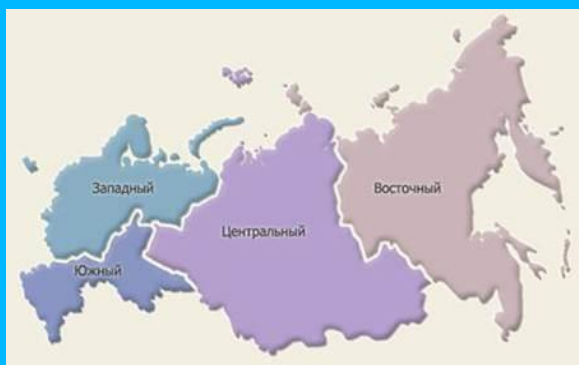 Западный
Восточный
Центральный
Южный